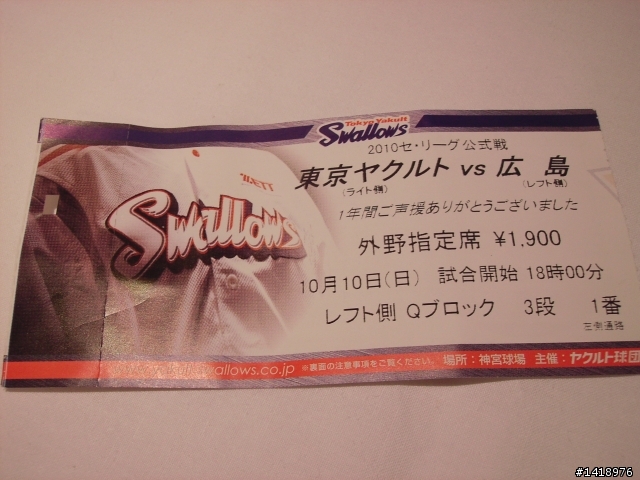 Tokyo Yakult
Swallows
2010セ・リーグ公式戦
東京ヤクルト vs 広島
(ライト側) (レフト側)
1年間ご声援ありがとうございました
外野指定席 ¥1,900
10月10日(日) 試合開始 18時00分
レフト側 Qブロック 3段 1番
三側通路
ZETT
Swallows
allows.co.jp ※裏面の注意事項をご覧ください。 場所:神宮球場 主催:ヤクルト球団
#1418976